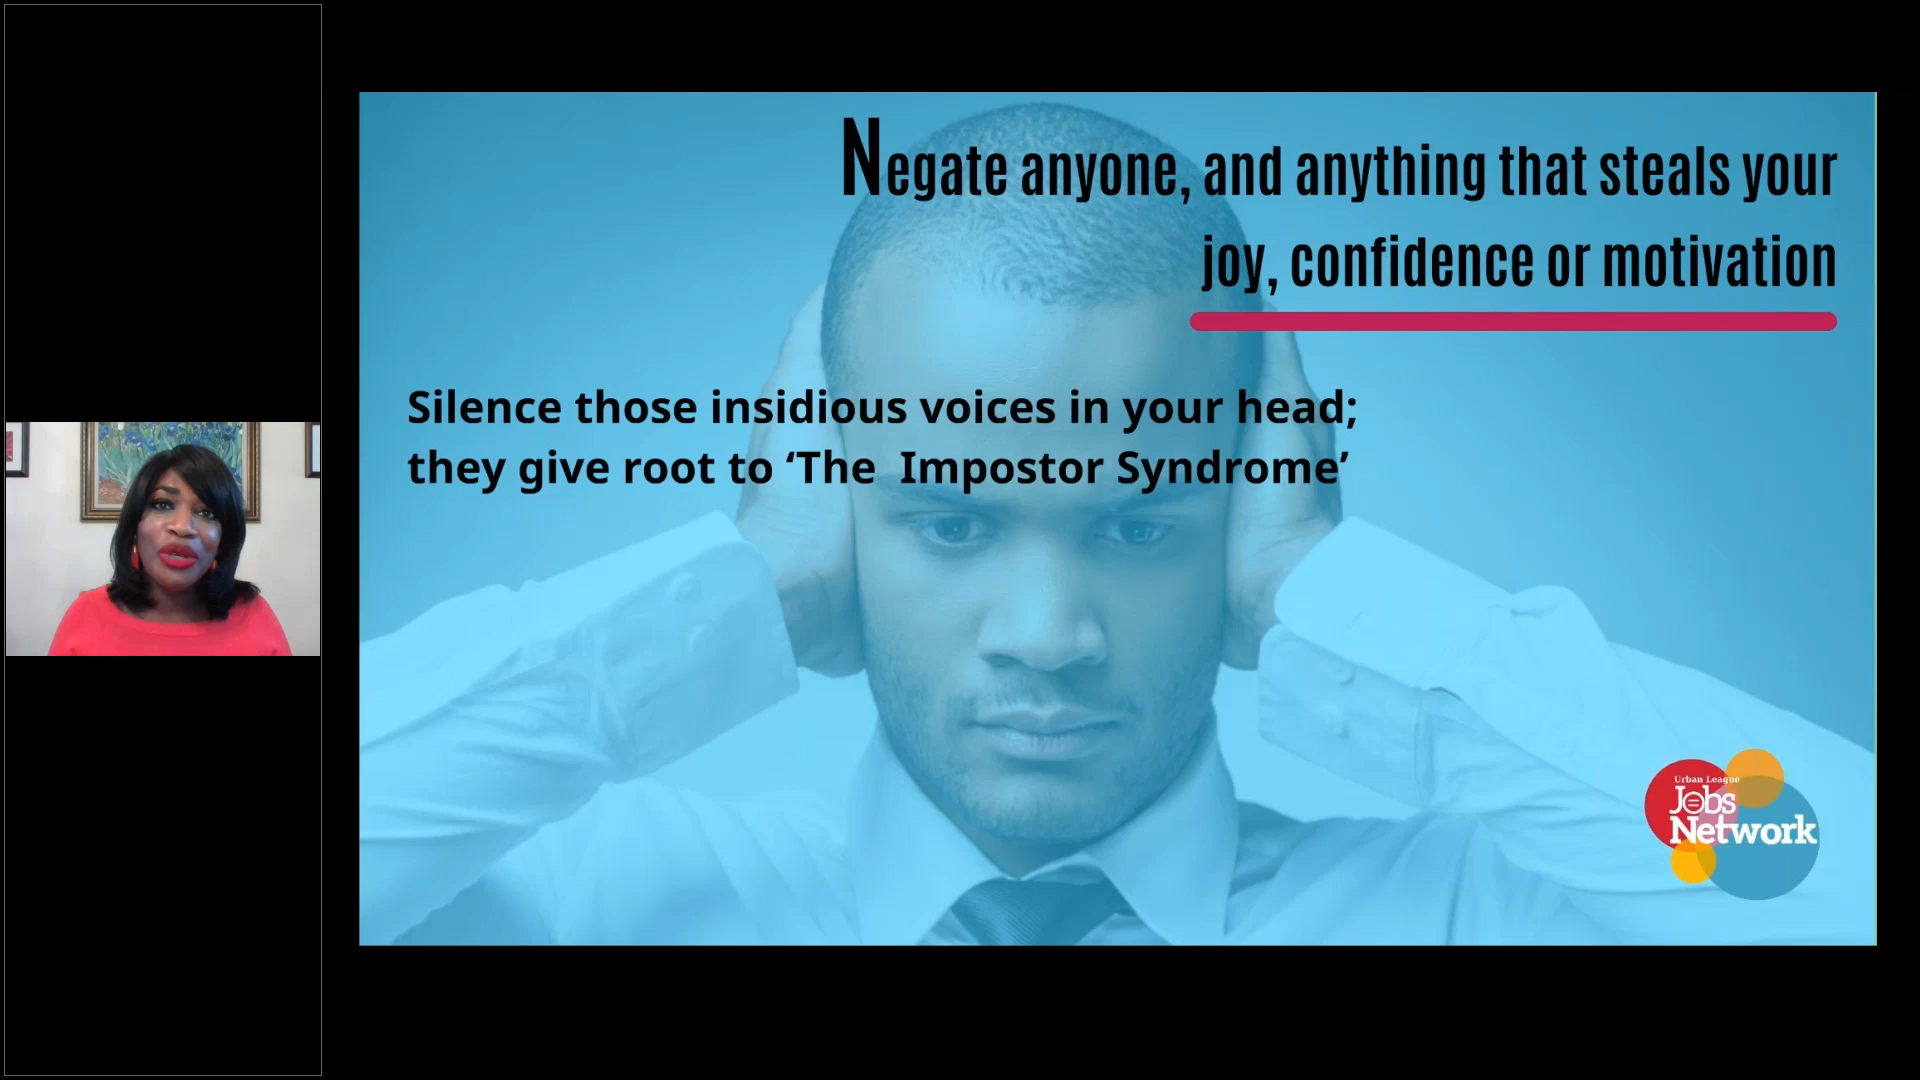 Negate anyone, and anything that steals your
joy, confidence or motivation
Silence those insidious voices in your head;
they give root to ‘The  Impostor Syndrome’
Urban League
Jobs
Network